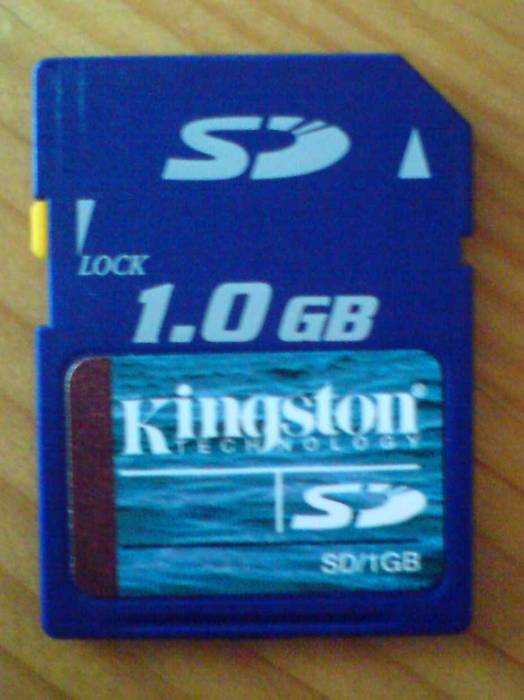 SD
LOCK
1.0 GB
Kingston®
TECHNOLOGY
SD
SD/1GB